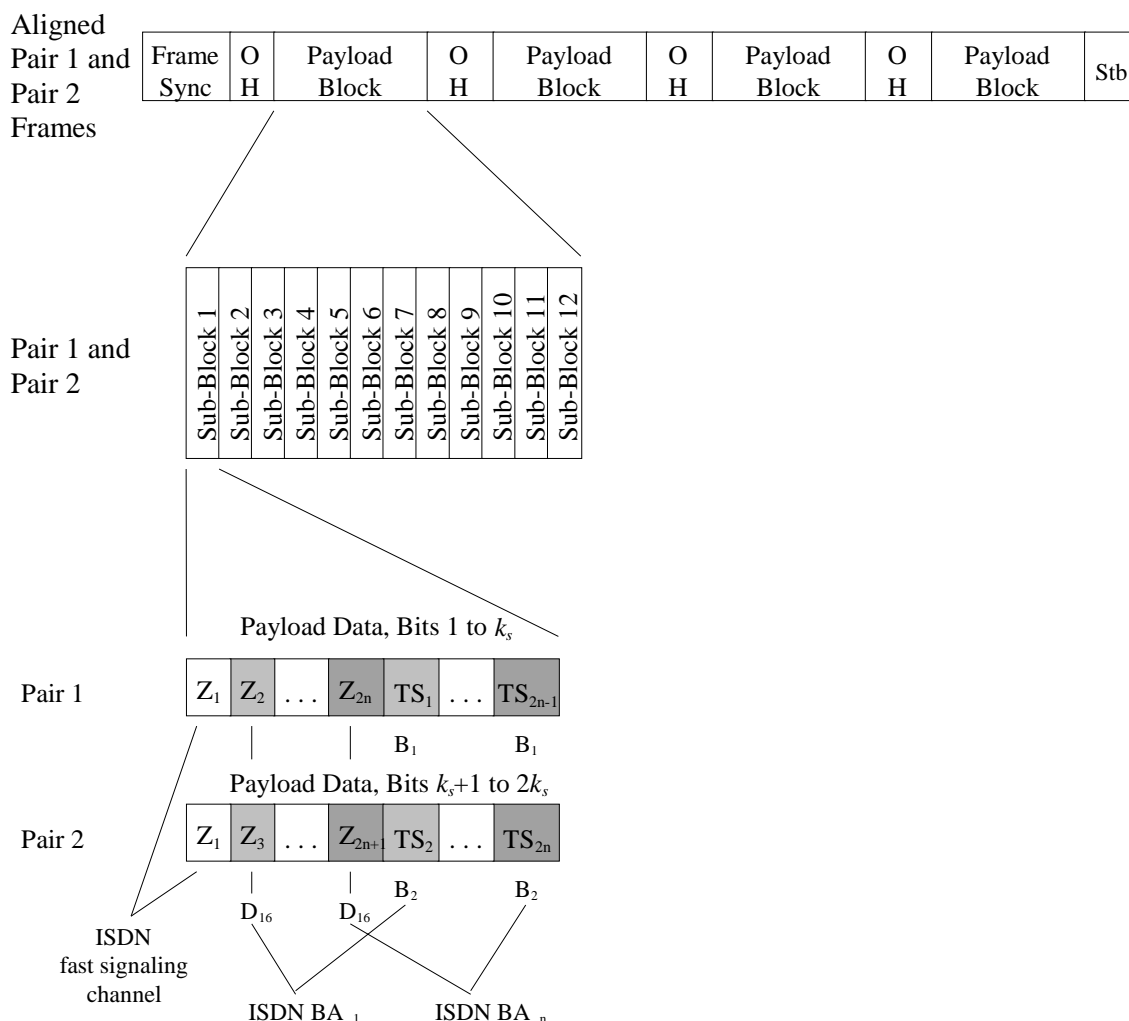 Aligned
Pair 1 and
Pair 2
Frames
Frame Sync
O H
Payload Block
O H
Payload Block
O H
Payload Block
O H
Payload Block
Stb
Pair 1 and
Pair 2
Sub-Block 1
Sub-Block 2
Sub-Block 3
Sub-Block 4
Sub-Block 5
Sub-Block 6
Sub-Block 7
Sub-Block 8
Sub-Block 9
Sub-Block 10
Sub-Block 11
Sub-Block 12
Payload Data, Bits 1 to kₛ
Pair 1
Z₁ Z₂ . . . Z₂ₙ TS₁ . . . TS₂ₙ₋₁
B₁ B₁
Payload Data, Bits kₛ+1 to 2kₛ
Pair 2
Z₁ Z₃ . . . Z₂ₙ₊₁ TS₂ . . . TS₂ₙ
B₂ B₂
D₁₆ D₁₆
ISDN
fast signaling
channel
ISDN BA ₁ ISDN BA ₙ